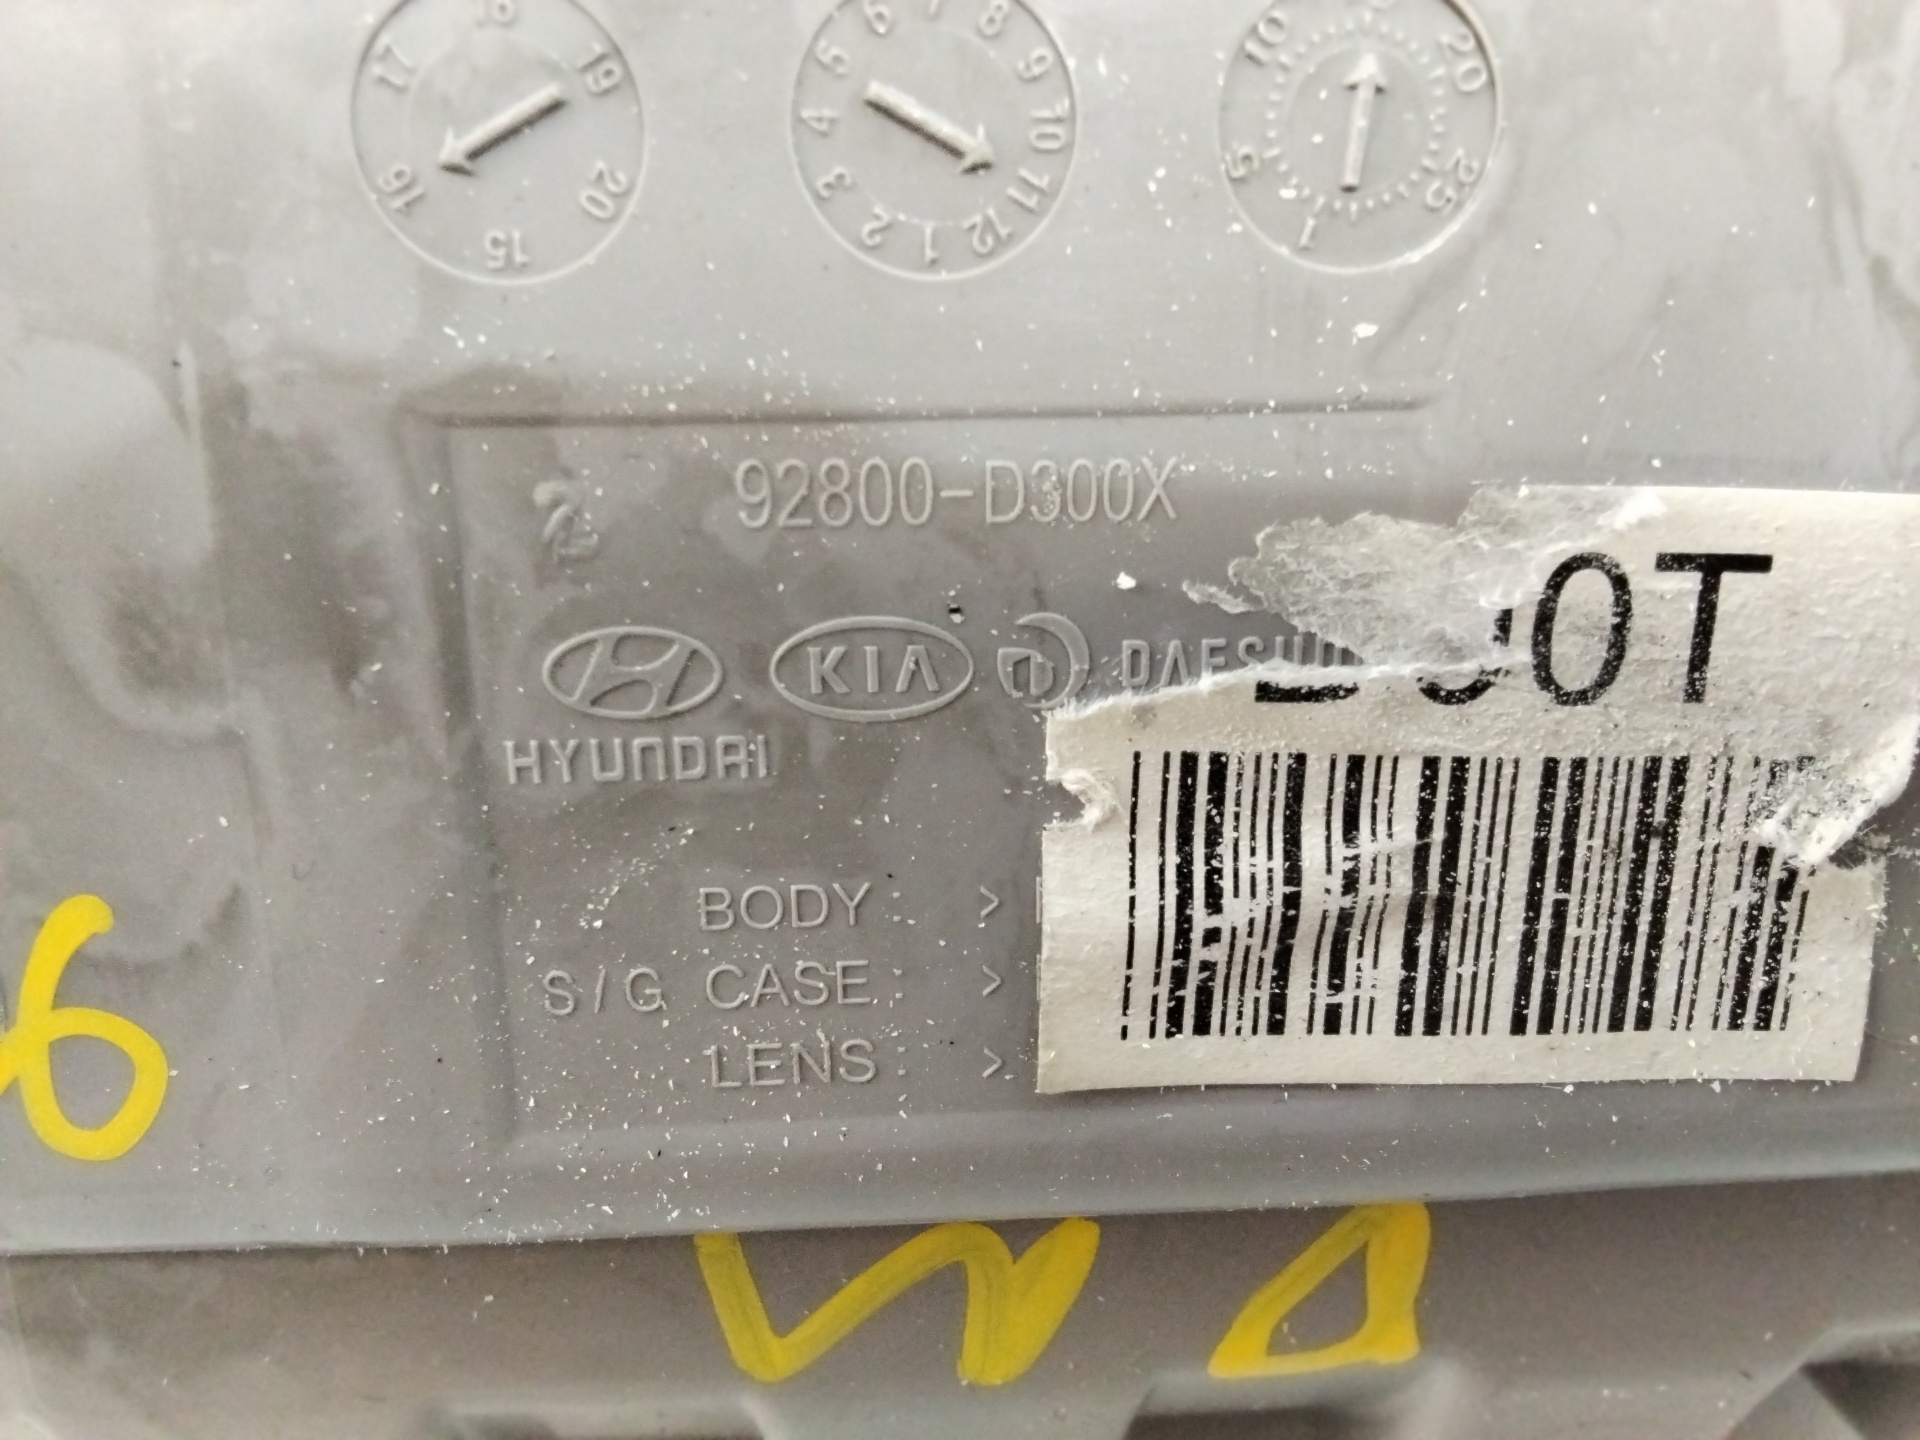 15 16 17 18 19 20
1 2 3 4 5 6 7 8 9 10 11 12
1 5 10 20 25
92800-D300X
00T
KIA
HYUNDAI
BODY: >
S/G CASE: >
LENS: >